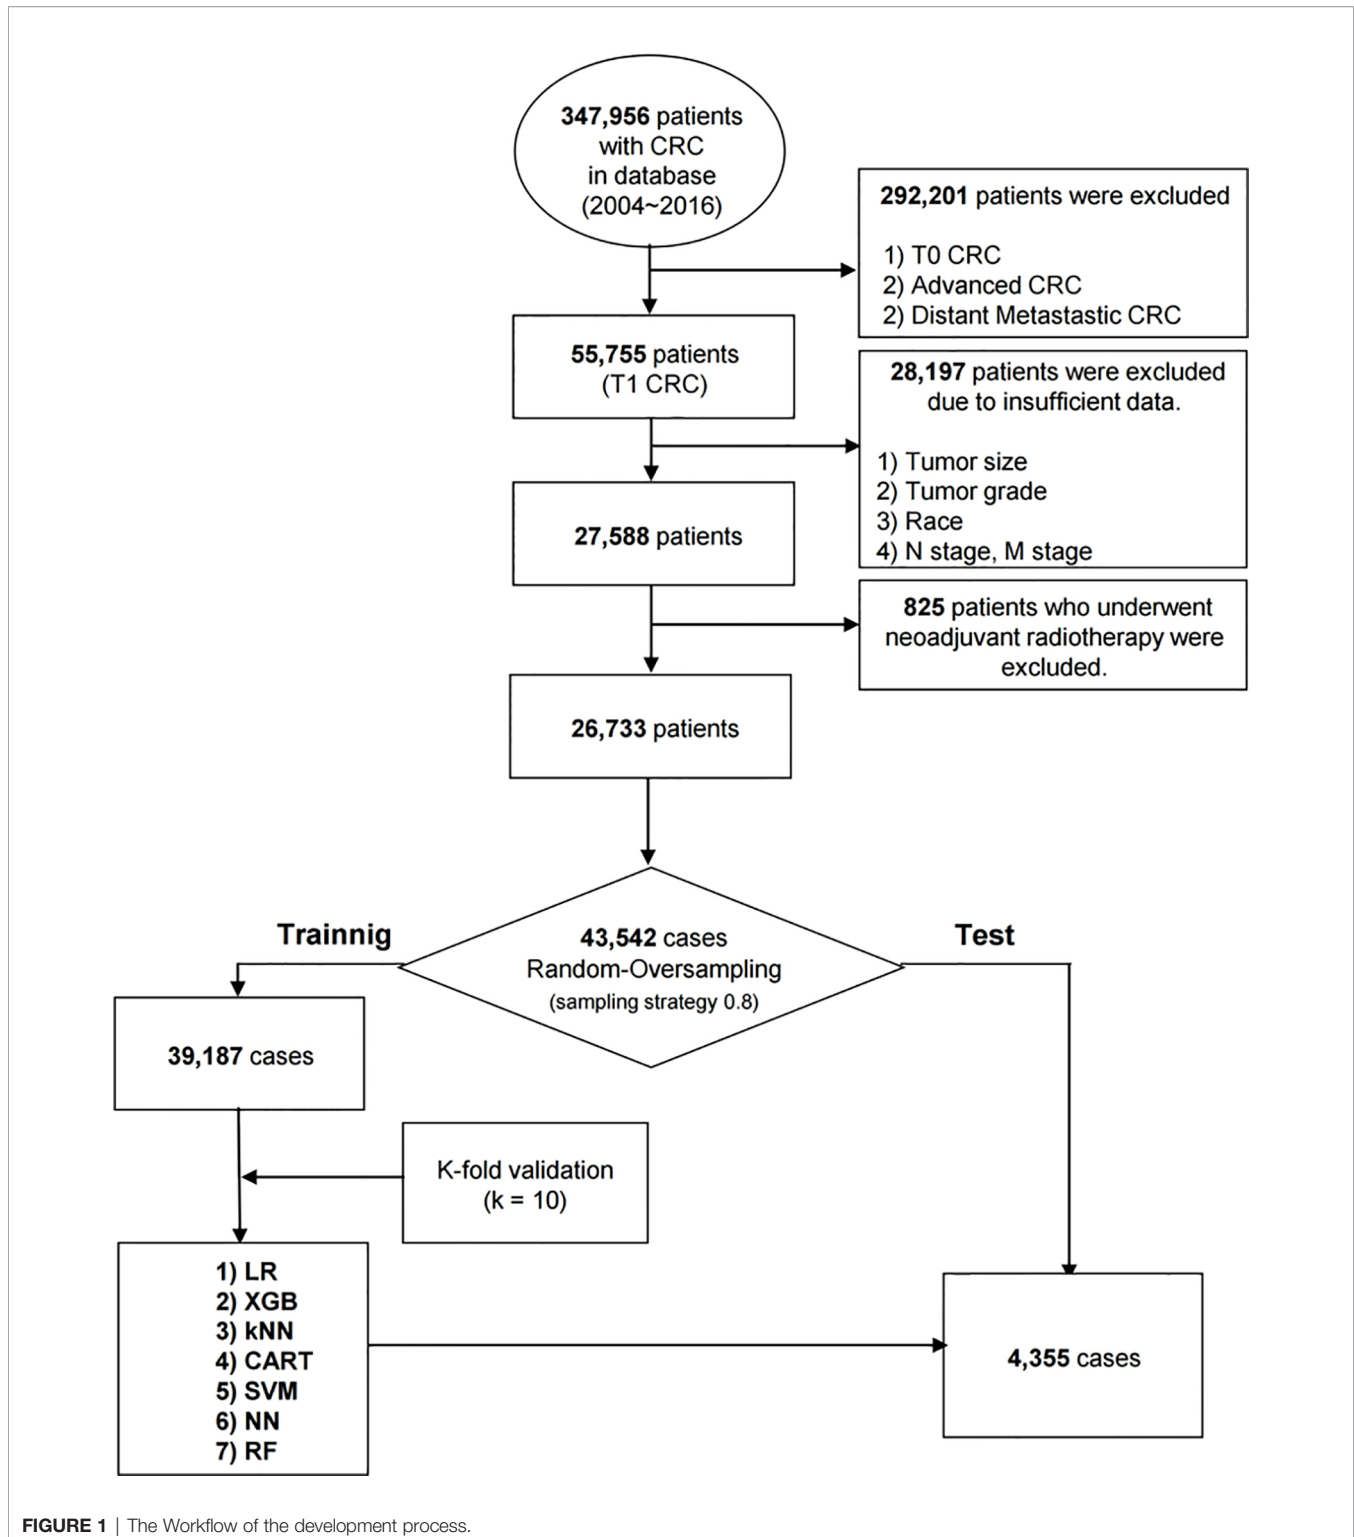 347,956 patients
with CRC
in database
(2004~2016)
292,201 patients were excluded
1) T0 CRC
2) Advanced CRC
2) Distant Metastastic CRC
55,755 patients
(T1 CRC)
28,197 patients were excluded
due to insufficient data.
1) Tumor size
2) Tumor grade
3) Race
4) N stage, M stage
27,588 patients
825 patients who underwent
neoadjuvant radiotherapy were
excluded.
26,733 patients
Trainnig
43,542 cases
Random-Oversampling
(sampling strategy 0.8)
Test
39,187 cases
K-fold validation
(k = 10)
1) LR
2) XGB
3) kNN
4) CART
5) SVM
6) NN
7) RF
4,355 cases
FIGURE 1 | The Workflow of the development process.